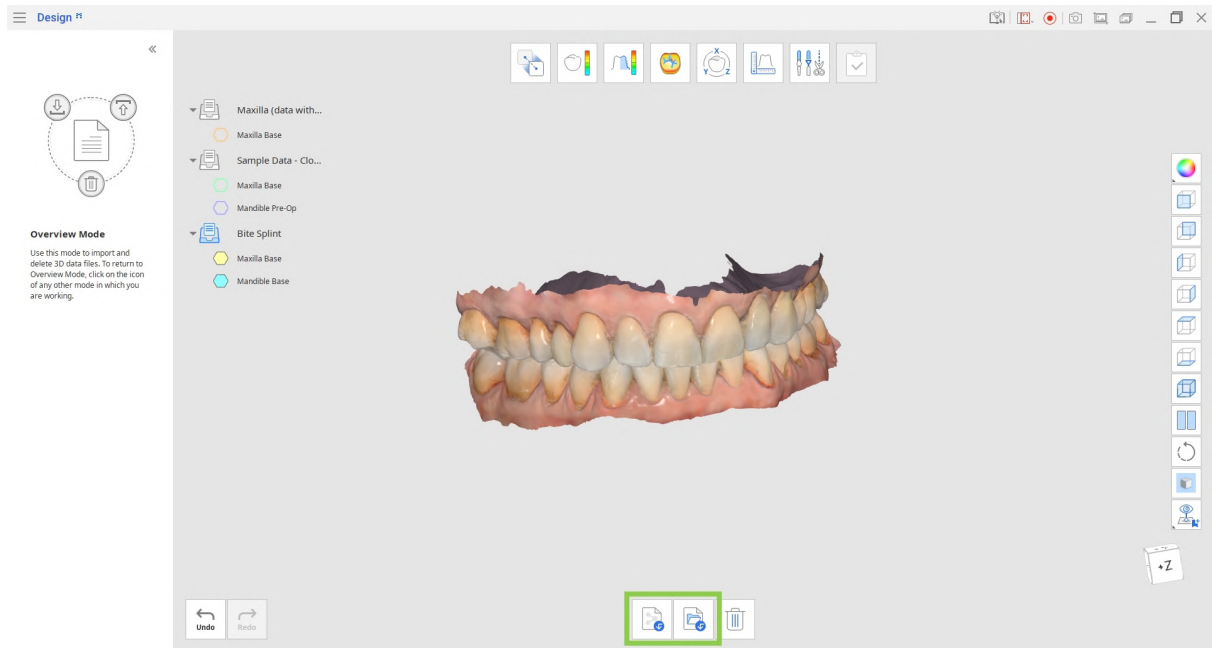 Design
Overview Mode
Use this mode to import and
delete 3D data files. To return to
Overview Mode, click on the icon
of any other mode in which you
are working.
Maxilla (data with...
Maxilla Base
Sample Data - Clo...
Maxilla Base
Mandible Pre-Op
Bite Splint
Maxilla Base
Mandible Base
X
Y
Z
+Z
Undo
Redo